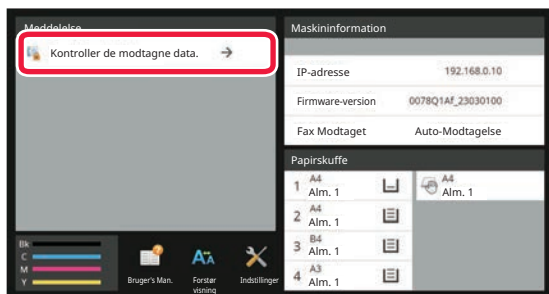 Meddelelse
Kontroller de modtagne data.
Maskininformation
IP-adresse 192.168.0.10
Firmware-version 0078Q1Af_23030100
Fax Modtaget Auto-Modtagelse
Papirskuffe
1 A4
Alm. 1
A4
Alm. 1
2 A4
Alm. 1
3 B4
Alm. 1
4 A3
Alm. 1
Bk
C
M
Y
Bruger's Man.
Forstør
visning
Indstillinger